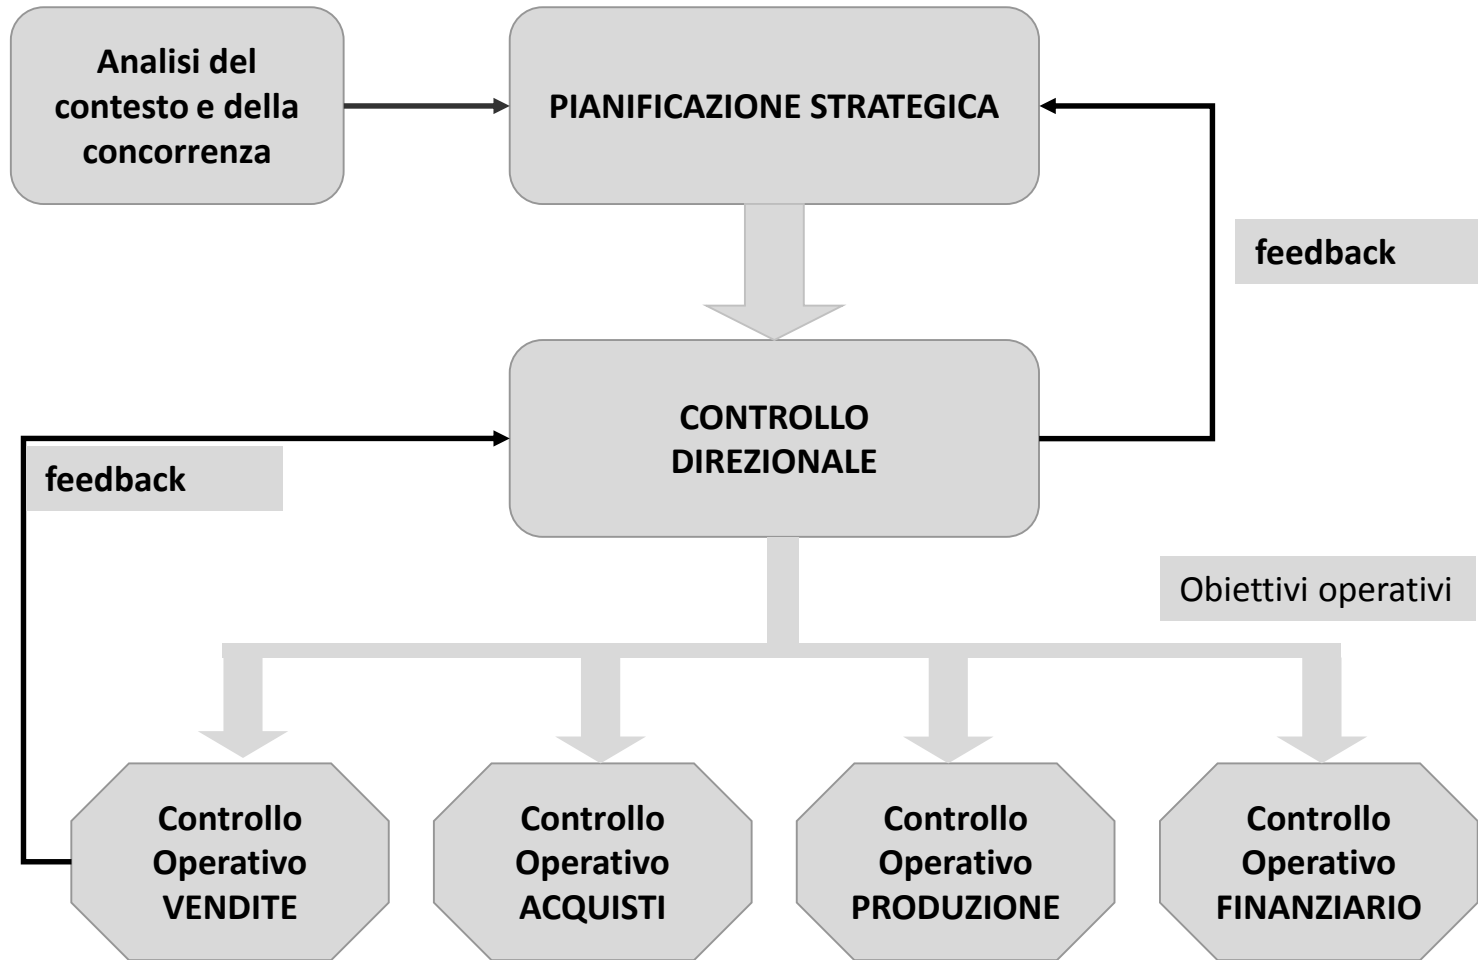 Analisi del
contesto e della
concorrenza
PIANIFICAZIONE STRATEGICA
feedback
CONTROLLO
DIREZIONALE
feedback
Obiettivi operativi
Controllo
Operativo
VENDITE
Controllo
Operativo
ACQUISTI
Controllo
Operativo
PRODUZIONE
Controllo
Operativo
FINANZIARIO